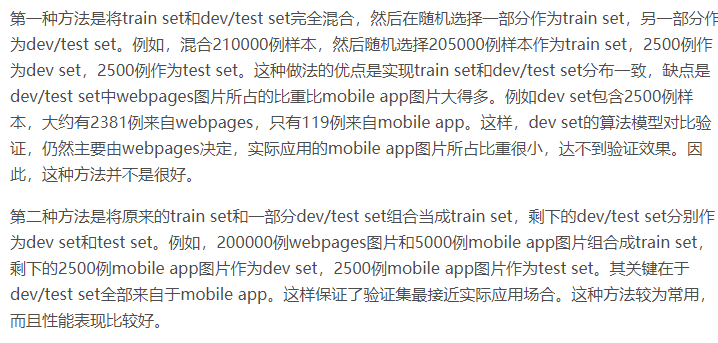 第一种方法是将train set和dev/test set完全混合，然后在随机选择一部分作为train set，另一部分作
为dev/test set。例如，混合210000例样本，然后随机选择205000例样本作为train set，2500例作
为dev set，2500例作为test set。这种做法的优点是实现train set和dev/test set分布一致，缺点是
dev/test set中webpages图片所占的比重比mobile app图片大得多。例如dev set包含2500例样
本，大约有2381例来自webpages，只有119例来自mobile app。这样，dev set的算法模型对比验
证，仍然主要由webpages决定，实际应用的mobile app图片所占比重很小，达不到验证效果。因
此，这种方法并不是很好。
第二种方法是将原来的train set和一部分dev/test set组合当成train set，剩下的dev/test set分别作
为dev set和test set。例如，200000例webpages图片和5000例mobile app图片组合成train set，
剩下的2500例mobile app图片作为dev set，2500例mobile app图片作为test set。其关键在于
dev/test set全部来自于mobile app。这样保证了验证集最接近实际应用场合。这种方法较为常用，
而且性能表现比较好。